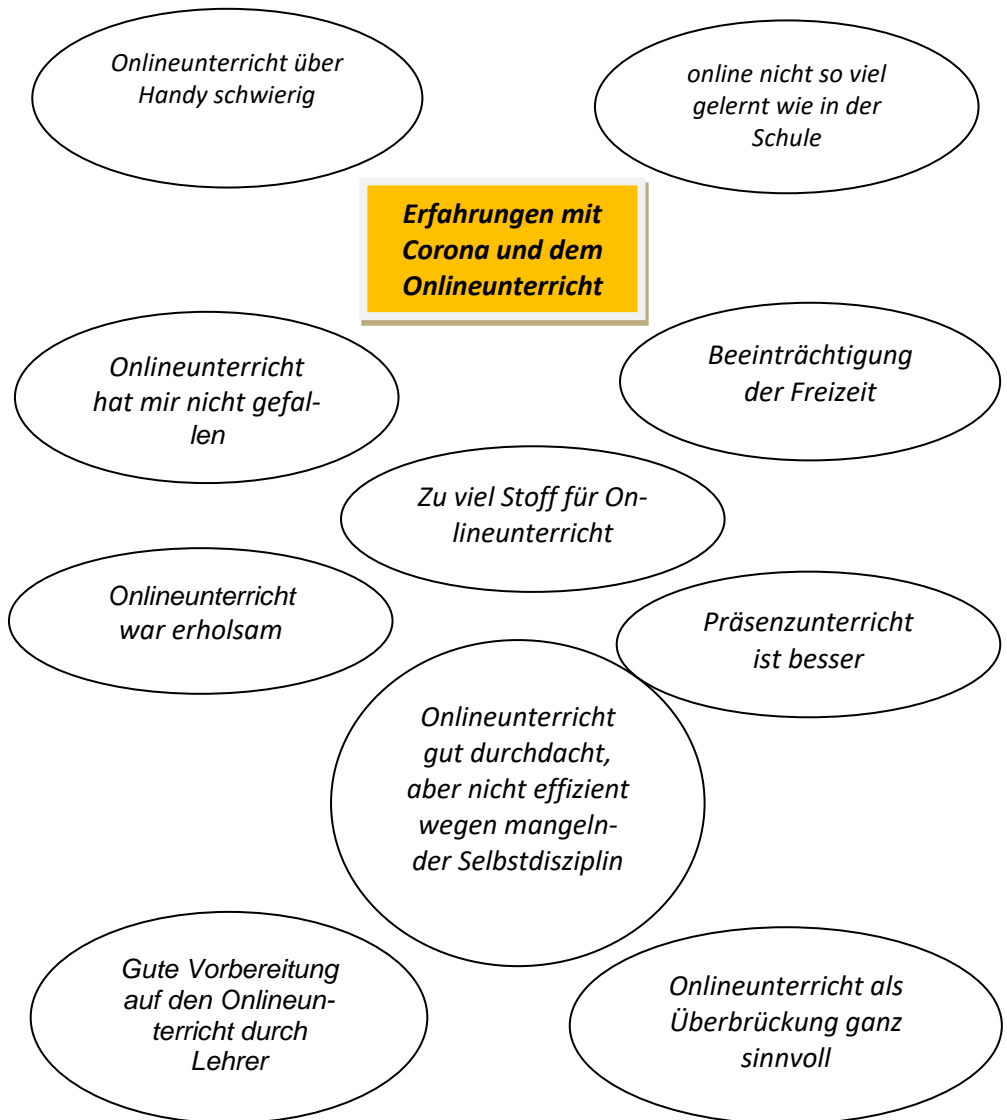 Onlineunterricht über
Handy schwierig
online nicht so viel
gelernt wie in der
Schule
Erfahrungen mit
Corona und dem
Onlineunterricht
Onlineunterricht
hat mir nicht gefal-
len
Beeinträchtigung
der Freizeit
Zu viel Stoff für On-
lineunterricht
Onlineunterricht
war erholsam
Präsenzunterricht
ist besser
Onlineunterricht
gut durchdacht,
aber nicht effizient
wegen mangeln-
der Selbstdisziplin
Gute Vorbereitung
auf den Onlineun-
terricht durch
Lehrer
Onlineunterricht als
Überbrückung ganz
sinnvoll